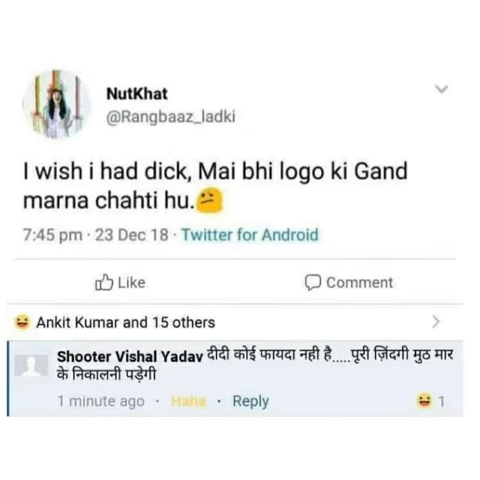 NutKhat
@Rangbaaz_ladki
I wish i had dick, Mai bhi logo ki Gand
marna chahti hu.
7:45 pm · 23 Dec 18 · Twitter for Android
Like
Comment
Ankit Kumar and 15 others
Shooter Vishal Yadav दीदी कोई फायदा नही है.....पूरी ज़िंदगी मुठ मार
के निकालनी पड़ेगी
1 minute ago · Haha · Reply
1